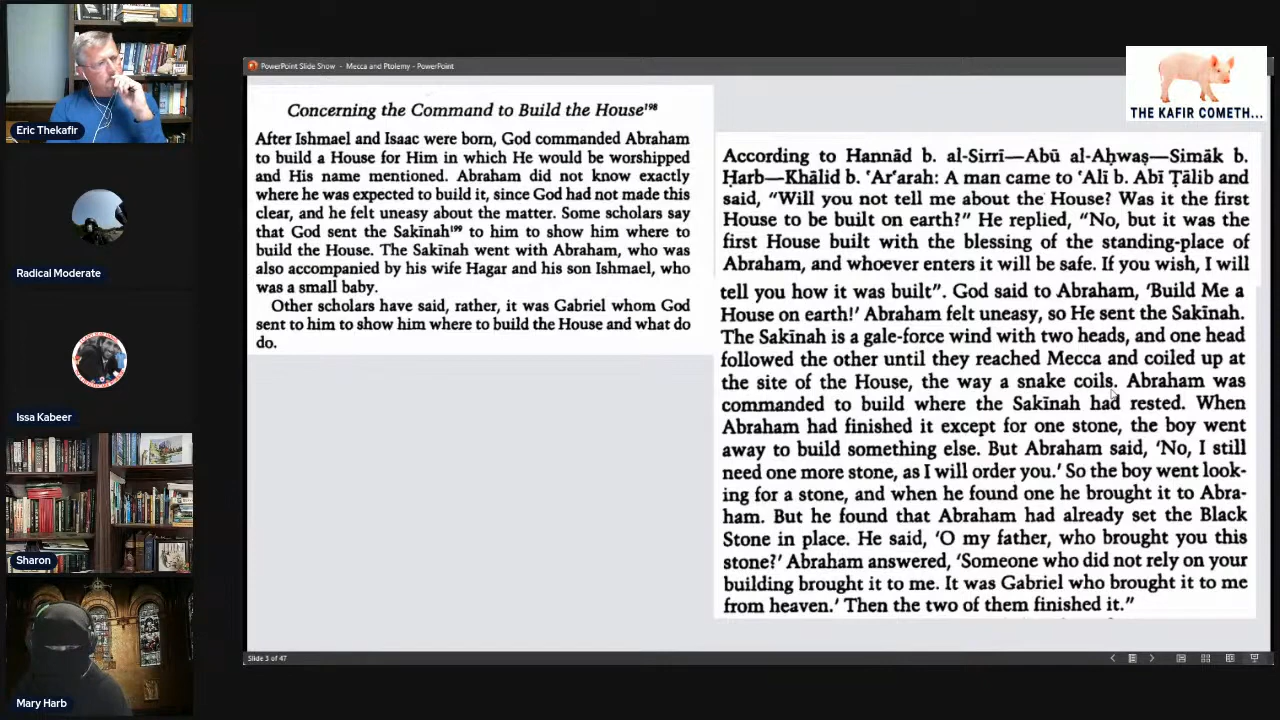 PowerPoint Slide Show - Mecca and Ptolemy - PowerPoint
THE KAFIR COMETH...
Eric Thekafir
Radical Moderate
Issa Kabeer
Sharon
Mary Harb
Concerning the Command to Build the House¹⁹⁸
After Ishmael and Isaac were born, God commanded Abraham
to build a House for Him in which He would be worshipped
and His name mentioned. Abraham did not know exactly
where he was expected to build it, since God had not made this
clear, and he felt uneasy about the matter. Some scholars say
that God sent the Sakīnah¹⁹⁹ to him to show him where to
build the House. The Sakīnah went with Abraham, who was
also accompanied by his wife Hagar and his son Ishmael, who
was a small baby.
Other scholars have said, rather, it was Gabriel whom God
sent to him to show him where to build the House and what do
do.
According to Hannād b. al-Sirrī—Abū al-Aḥwaṣ—Simāk b.
Ḥarb—Khālid b. ʿArʿarah: A man came to ʿAlī b. Abī Ṭālib and
said, "Will you not tell me about the House? Was it the first
House to be built on earth?" He replied, "No, but it was the
first House built with the blessing of the standing-place of
Abraham, and whoever enters it will be safe. If you wish, I will
tell you how it was built". God said to Abraham, 'Build Me a
House on earth!' Abraham felt uneasy, so He sent the Sakīnah.
The Sakīnah is a gale-force wind with two heads, and one head
followed the other until they reached Mecca and coiled up at
the site of the House, the way a snake coils. Abraham was
commanded to build where the Sakīnah had rested. When
Abraham had finished it except for one stone, the boy went
away to build something else. But Abraham said, 'No, I still
need one more stone, as I will order you.' So the boy went look-
ing for a stone, and when he found one he brought it to Abra-
ham. But he found that Abraham had already set the Black
Stone in place. He said, 'O my father, who brought you this
stone?' Abraham answered, 'Someone who did not rely on your
building brought it to me. It was Gabriel who brought it to me
from heaven.' Then the two of them finished it."
Slide 3 of 47